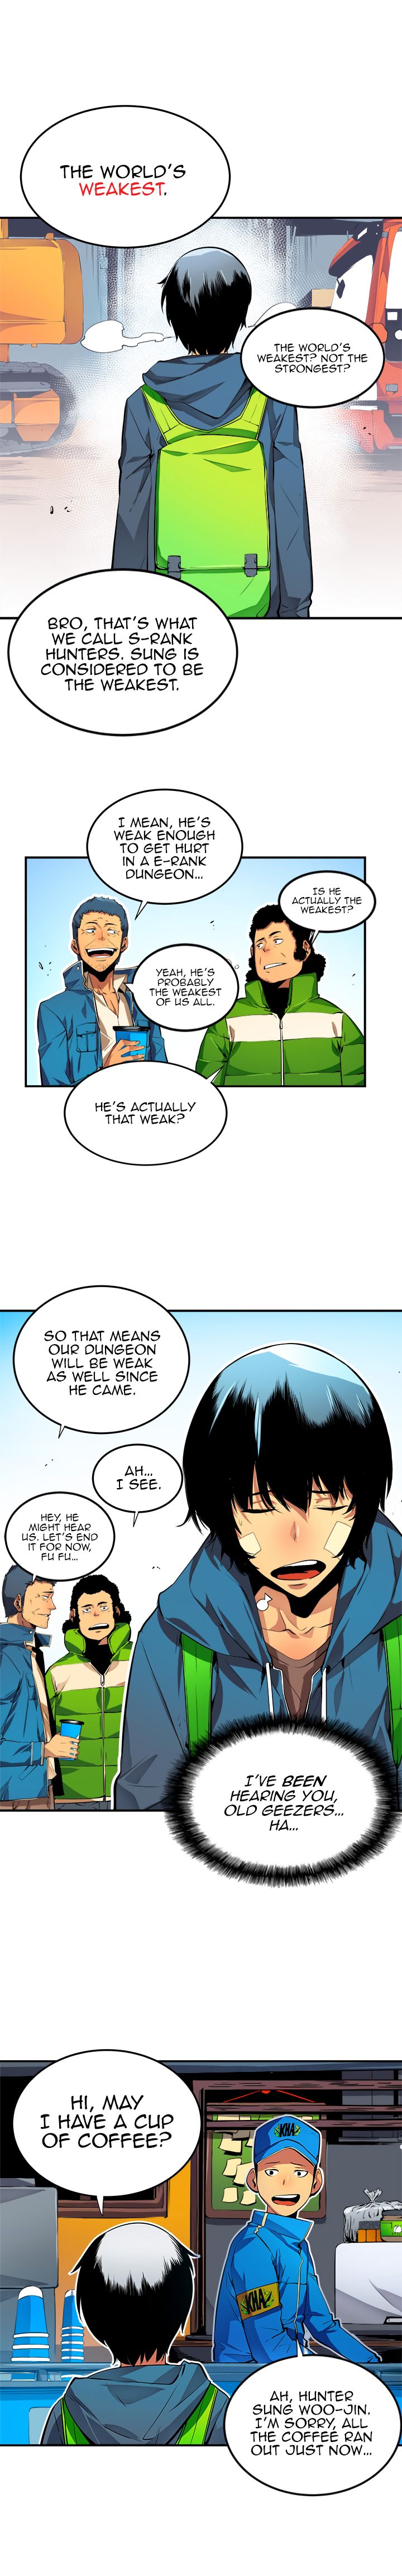 THE WORLD'S
WEAKEST.
THE WORLD'S
WEAKEST? NOT THE
STRONGEST?
BRO, THAT'S WHAT
WE CALL S-RANK
HUNTERS. SUNG IS
CONSIDERED TO BE
THE WEAKEST.
I MEAN, HE'S
WEAK ENOUGH
TO GET HURT
IN A E-RANK
DUNGEON...
IS HE
ACTUALLY THE
WEAKEST?
YEAH, HE'S
PROBABLY
THE WEAKEST
OF US ALL.
HE'S ACTUALLY
THAT WEAK?
SO THAT MEANS
OUR DUNGEON
WILL BE WEAK
AS WELL SINCE
HE CAME.
AH...
I SEE.
HEY, HE
MIGHT HEAR
US. LET'S END
IT FOR NOW,
FU FU...
I'VE BEEN
HEARING YOU,
OLD GEEZERS...
HA...
HI, MAY
I HAVE A CUP
OF COFFEE?
KHA
KHA
AH, HUNTER
SUNG WOO-JIN.
I'M SORRY, ALL
THE COFFEE RAN
OUT JUST NOW...